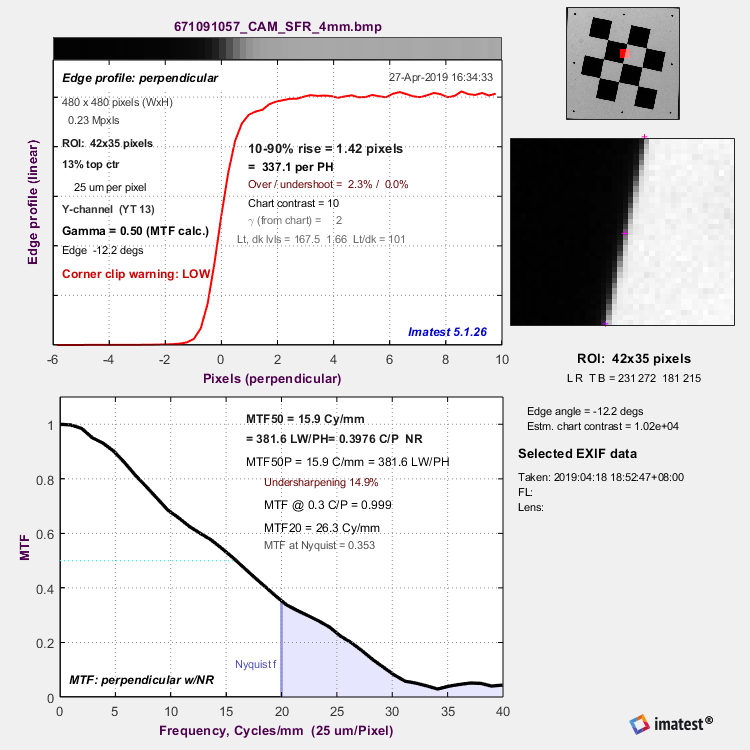 671091057_CAM_SFR_4mm.bmp
Edge profile: perpendicular
27-Apr-2019 16:34:33
480 x 480 pixels (WxH)
0.23 Mpxls
ROI: 42x35 pixels
13% top ctr
25 um per pixel
Y-channel (YT 13)
Gamma = 0.50 (MTF calc.)
Edge -12.2 degs
Corner clip warning: LOW
10-90% rise = 1.42 pixels
= 337.1 per PH
Over / undershoot = 2.3% / 0.0%
Chart contrast = 10
γ (from chart) = 2
Lt, dk lvls = 167.5 1.66 Lt/dk = 101
Imatest 5.1.26
Edge profile (linear)
-6 -4 -2 0 2 4 6 8 10
Pixels (perpendicular)
ROI: 42x35 pixels
L R T B = 231 272 181 215
Edge angle = -12.2 degs
Estm. chart contrast = 1.02e+04
Selected EXIF data
Taken: 2019:04:18 18:52:47+08:00
FL:
Lens:
MTF50 = 15.9 Cy/mm
= 381.6 LW/PH= 0.3976 C/P NR
MTF50P = 15.9 C/mm = 381.6 LW/PH
Undersharpening 14.9%
MTF @ 0.3 C/P = 0.999
MTF20 = 26.3 Cy/mm
MTF at Nyquist = 0.353
1
0.8
0.6
0.4
0.2
0
MTF
Nyquist f
MTF: perpendicular w/NR
0 5 10 15 20 25 30 35 40
Frequency, Cycles/mm (25 um/Pixel)
imatest®